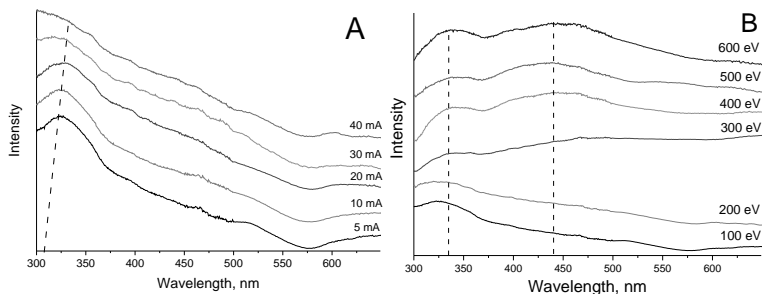 A
Intensity
40 mA
30 mA
20 mA
10 mA
5 mA
300 350 400 450 500 550 600
Wavelength, nm
B
Intensity
600 eV
500 eV
400 eV
300 eV
200 eV
100 eV
300 350 400 450 500 550 600
Wavelength, nm